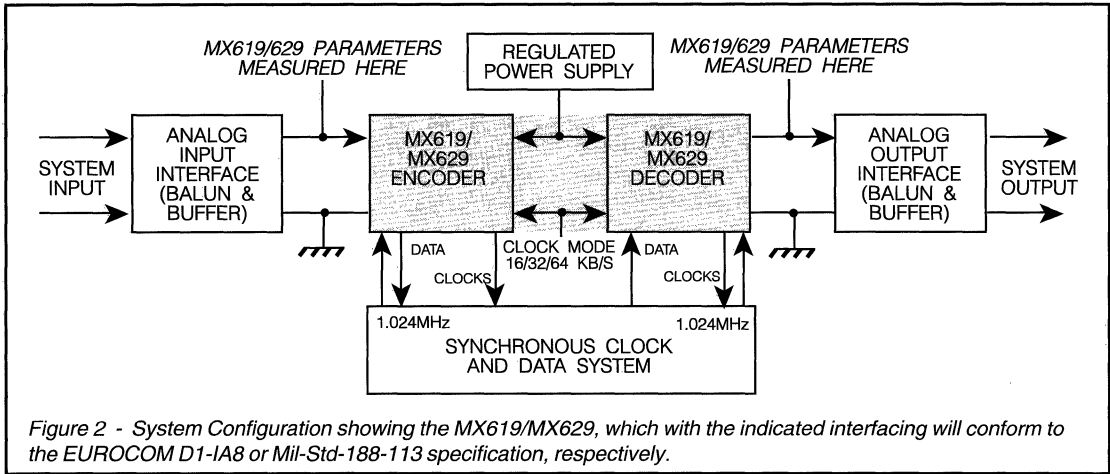 MX619/629 PARAMETERS
MEASURED HERE
REGULATED
POWER SUPPLY
MX619/629 PARAMETERS
MEASURED HERE
SYSTEM
INPUT
ANALOG
INPUT
INTERFACE
(BALUN &
BUFFER)
MX619/
MX629
ENCODER
MX619/
MX629
DECODER
ANALOG
OUTPUT
INTERFACE
(BALUN &
BUFFER)
SYSTEM
OUTPUT
DATA
CLOCKS
CLOCK MODE
16/32/64 KB/S
DATA
CLOCKS
1.024MHz
1.024MHz
SYNCHRONOUS CLOCK
AND DATA SYSTEM
Figure 2 - System Configuration showing the MX619/MX629, which with the indicated interfacing will conform to
the EUROCOM D1-IA8 or Mil-Std-188-113 specification, respectively.